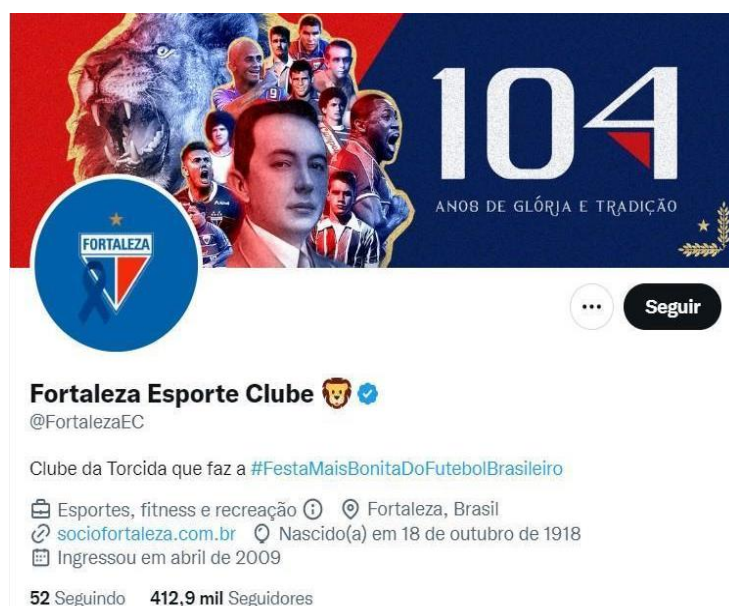 104
ANOS DE GLÓRIA E TRADIÇÃO
FORTALEZA
9
Seguir
Fortaleza Esporte Clube
@FortalezaEC
Clube da Torcida que faz a #FestaMaisBonitaDoFutebolBrasileiro
Esportes, fitness e recreação Fortaleza, Brasil
sociofortaleza.com.br Nascido(a) em 18 de outubro de 1918
Ingressou em abril de 2009
52 Seguindo 412,9 mil Seguidores